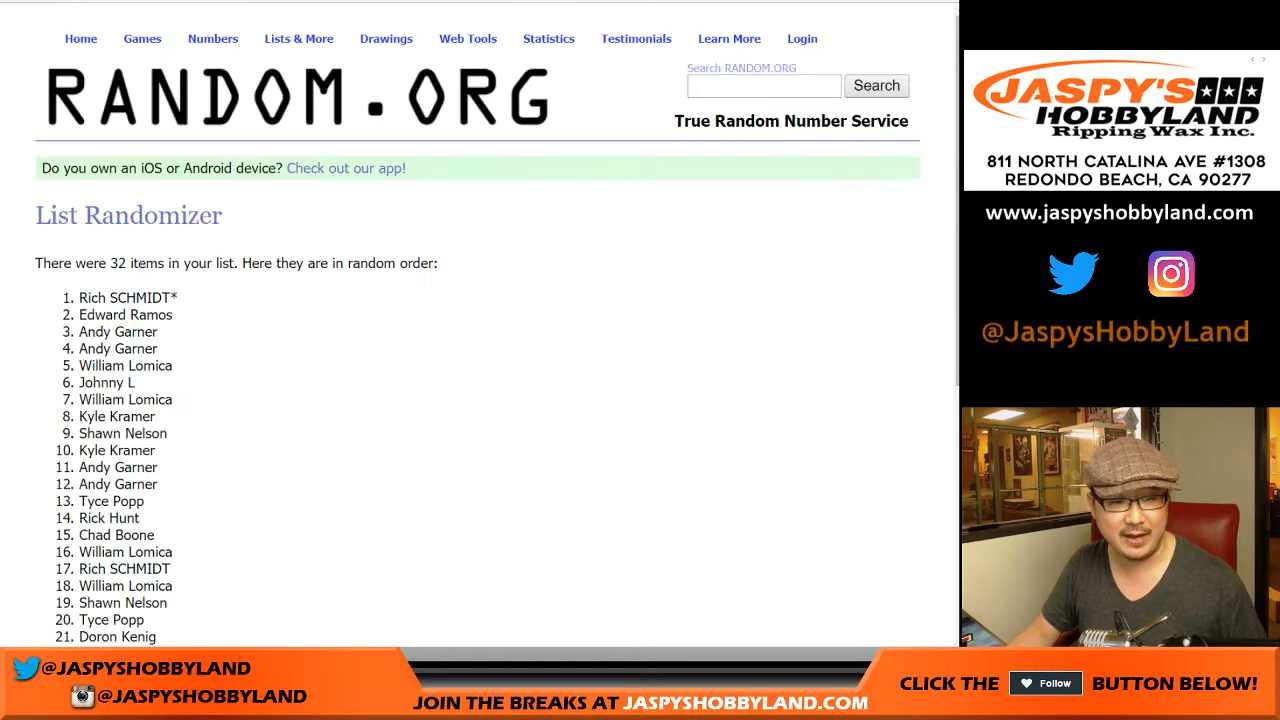 Home Games Numbers Lists & More Drawings Web Tools Statistics Testimonials Learn More Login
RANDOM.ORG
Search RANDOM.ORG
Search
True Random Number Service
Do you own an iOS or Android device? Check out our app!
List Randomizer
There were 32 items in your list. Here they are in random order:
1. Rich SCHMIDT*
2. Edward Ramos
3. Andy Garner
4. Andy Garner
5. William Lomica
6. Johnny L
7. William Lomica
8. Kyle Kramer
9. Shawn Nelson
10. Kyle Kramer
11. Andy Garner
12. Andy Garner
13. Tyce Popp
14. Rick Hunt
15. Chad Boone
16. William Lomica
17. Rich SCHMIDT
18. William Lomica
19. Shawn Nelson
20. Tyce Popp
21. Doron Kenig
JASPY'S
HOBBYLAND
Ripping Wax Inc.
811 NORTH CATALINA AVE #1308
REDONDO BEACH, CA 90277
www.jaspyshobbyland.com
@JaspysHobbyLand
@JASPYSHOBBYLAND
@JASPYSHOBBYLAND
JOIN THE BREAKS AT JASPYSHOBBYLAND.COM
CLICK THE Follow BUTTON BELOW!